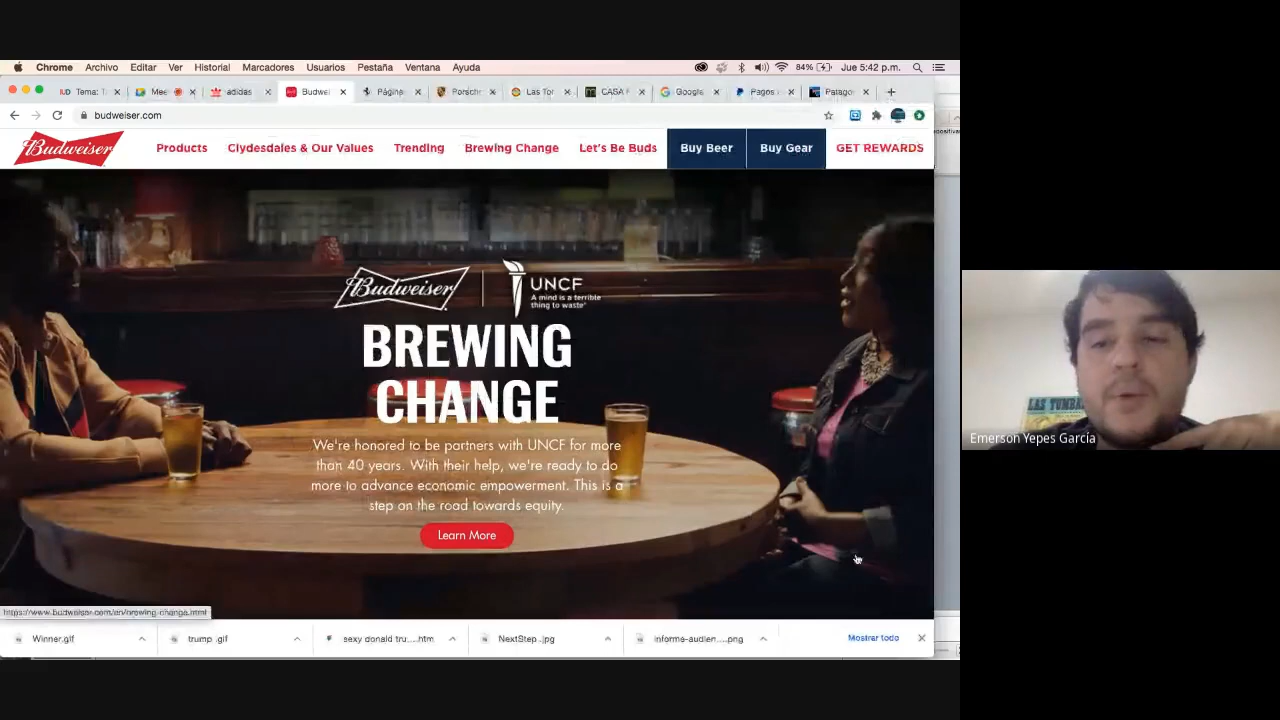 Chrome Archivo Editar Ver Historial Marcadores Usuarios Pestaña Ventana Ayuda 84% Jue 5:42 p.m.
Tema: T Mee adidas Budwei Página Porsch Las Tor CASA Google Pagos Patago
budweiser.com
Budweiser Products Clydesdales & Our Values Trending Brewing Change Let's Be Buds Buy Beer Buy Gear GET REWARDS
Budweiser UNCF
A mind is a terrible
thing to waste
BREWING
CHANGE
We're honored to be partners with UNCF for more
than 40 years. With their help, we're ready to do
more to advance economic empowerment. This is a
step on the road towards equity.
Learn More
LAS TUMBA
Emerson Yepes García
https://www.budweiser.com/en/brewing-change.html
Winner.gif trump .gif sexy donald tru....htm NextStep .jpg informe-audien....png Mostrar todo